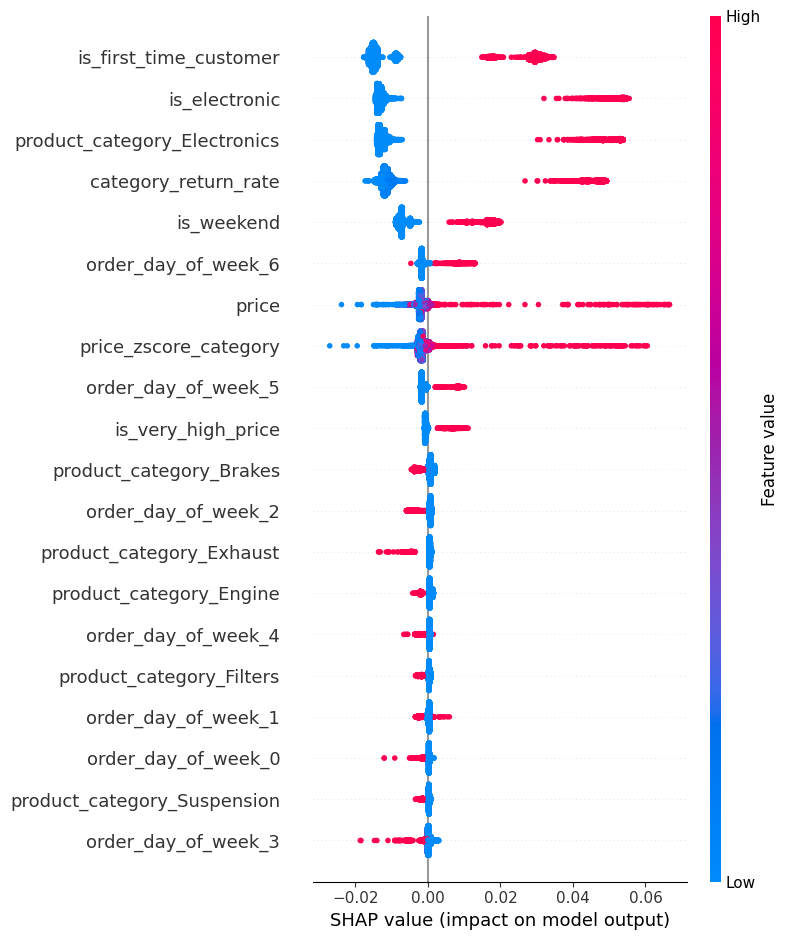 High
is_first_time_customer
is_electronic
product_category_Electronics
category_return_rate
is_weekend
order_day_of_week_6
price
price_zscore_category
order_day_of_week_5
is_very_high_price
product_category_Brakes
order_day_of_week_2
product_category_Exhaust
product_category_Engine
order_day_of_week_4
product_category_Filters
order_day_of_week_1
order_day_of_week_0
product_category_Suspension
order_day_of_week_3
Feature value
Low
−0.02 0.00 0.02 0.04 0.06
SHAP value (impact on model output)